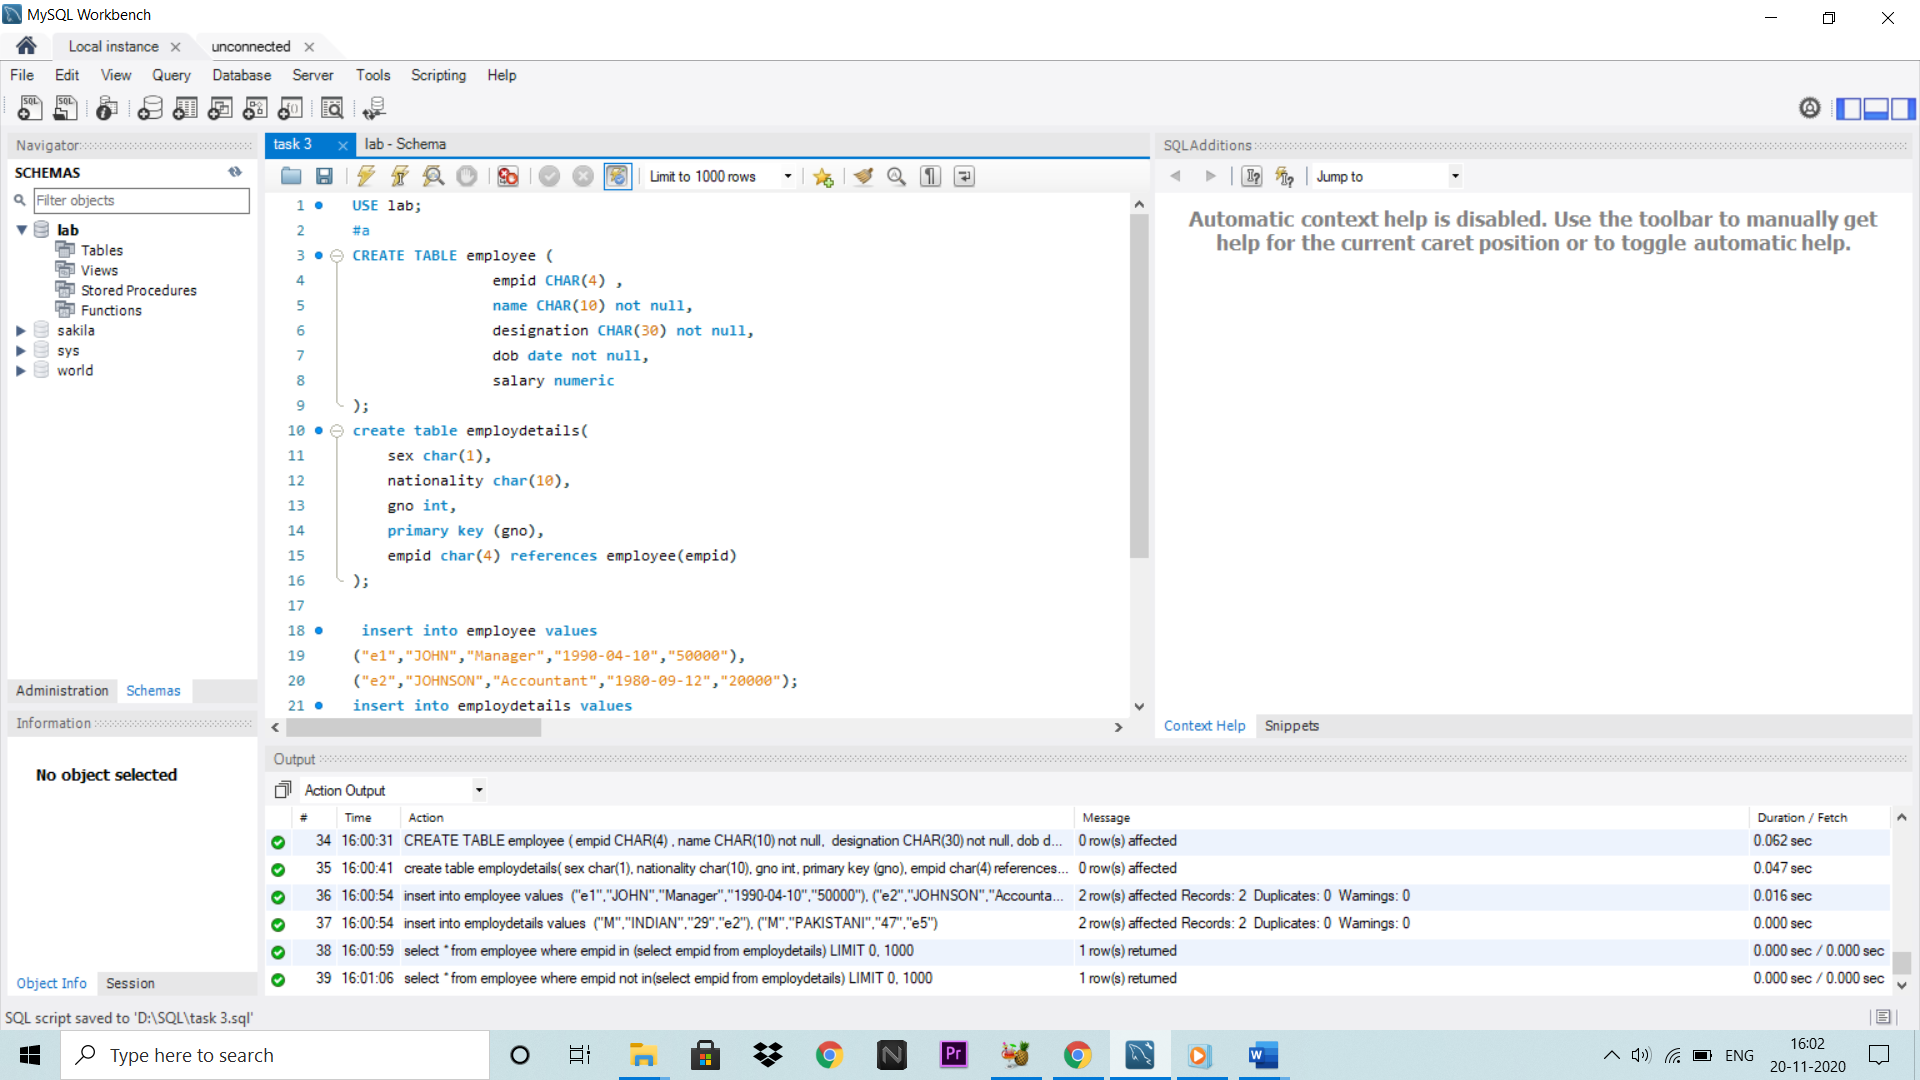 MySQL Workbench
Local instance
unconnected
File Edit View Query Database Server Tools Scripting Help
Navigator
SCHEMAS
Filter objects
lab
Tables
Views
Stored Procedures
Functions
sakila
sys
world
Administration Schemas
Information
No object selected
Object Info Session
task 3
lab - Schema
Limit to 1000 rows
1 USE lab;
2 #a
3 CREATE TABLE employee (
4 empid CHAR(4) ,
5 name CHAR(10) not null,
6 designation CHAR(30) not null,
7 dob date not null,
8 salary numeric
9 );
10 create table employdetails(
11 sex char(1),
12 nationality char(10),
13 gno int,
14 primary key (gno),
15 empid char(4) references employee(empid)
16 );
17
18 insert into employee values
19 ("e1","JOHN","Manager","1990-04-10","50000"),
20 ("e2","JOHNSON","Accountant","1980-09-12","20000");
21 insert into employdetails values
SQLAdditions
Jump to
Automatic context help is disabled. Use the toolbar to manually get
help for the current caret position or to toggle automatic help.
Context Help Snippets
Output
Action Output
# Time Action Message Duration / Fetch
34 16:00:31 CREATE TABLE employee ( empid CHAR(4) , name CHAR(10) not null, designation CHAR(30) not null, dob d... 0 row(s) affected 0.062 sec
35 16:00:41 create table employdetails( sex char(1), nationality char(10), gno int, primary key (gno), empid char(4) references... 0 row(s) affected 0.047 sec
36 16:00:54 insert into employee values ("e1","JOHN","Manager","1990-04-10","50000"), ("e2","JOHNSON","Accounta... 2 row(s) affected Records: 2 Duplicates: 0 Warnings: 0 0.016 sec
37 16:00:54 insert into employdetails values ("M","INDIAN","29","e2"), ("M","PAKISTANI","47","e5") 2 row(s) affected Records: 2 Duplicates: 0 Warnings: 0 0.000 sec
38 16:00:59 select * from employee where empid in (select empid from employdetails) LIMIT 0, 1000 1 row(s) returned 0.000 sec / 0.000 sec
39 16:01:06 select * from employee where empid not in(select empid from employdetails) LIMIT 0, 1000 1 row(s) returned 0.000 sec / 0.000 sec
SQL script saved to 'D:\SQL\task 3.sql'
Type here to search
N
Pr
W
ENG
16:02
20-11-2020